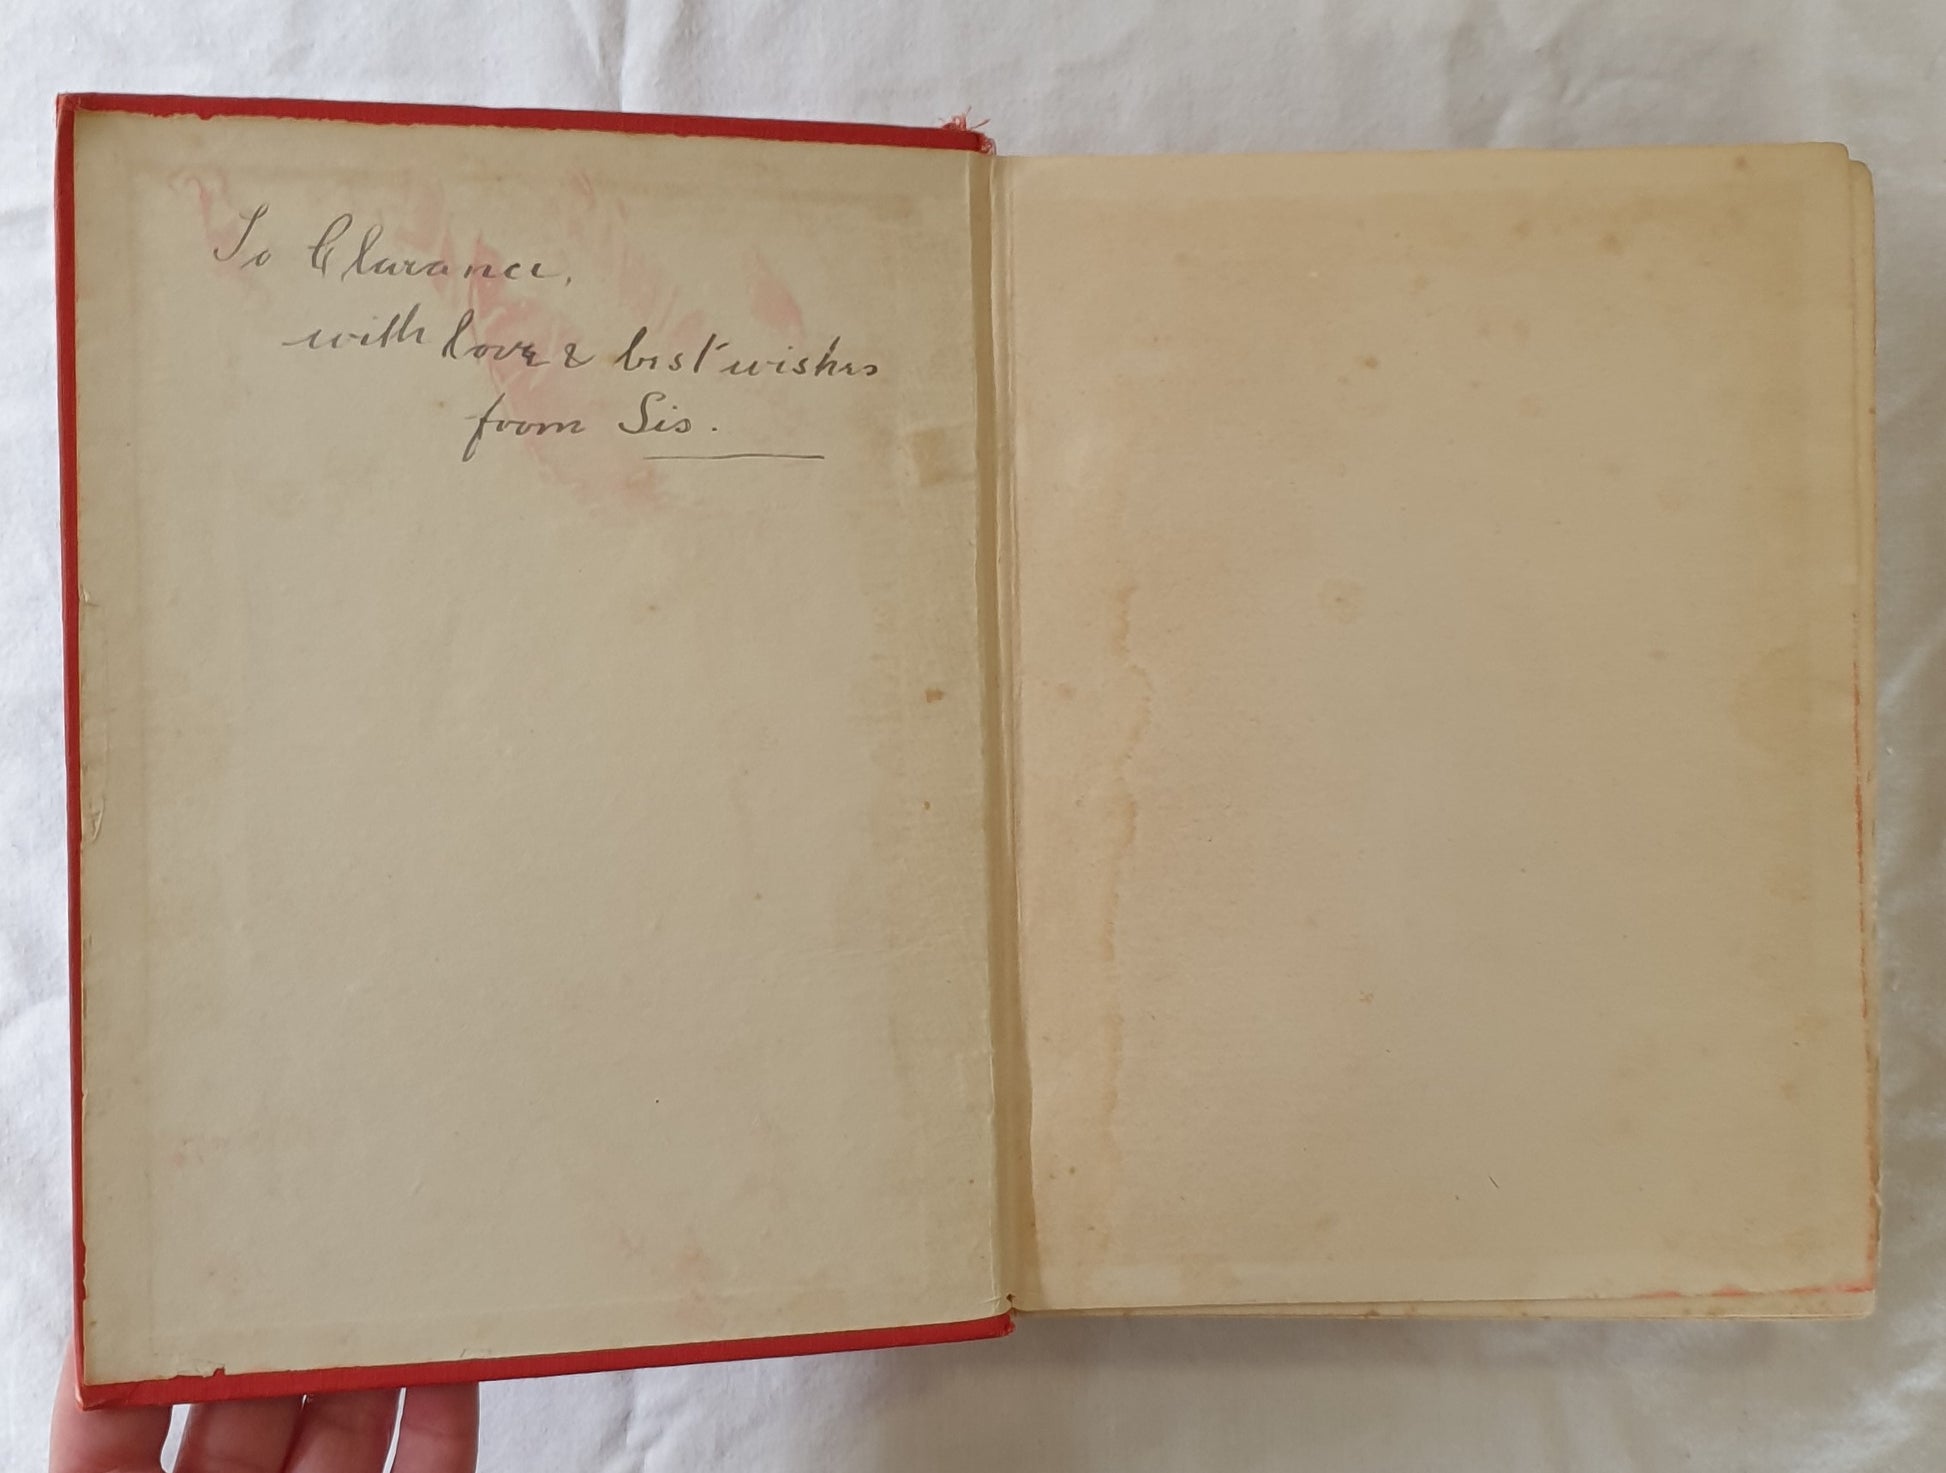 To Clarance,
with love & best wishes
from Sis.